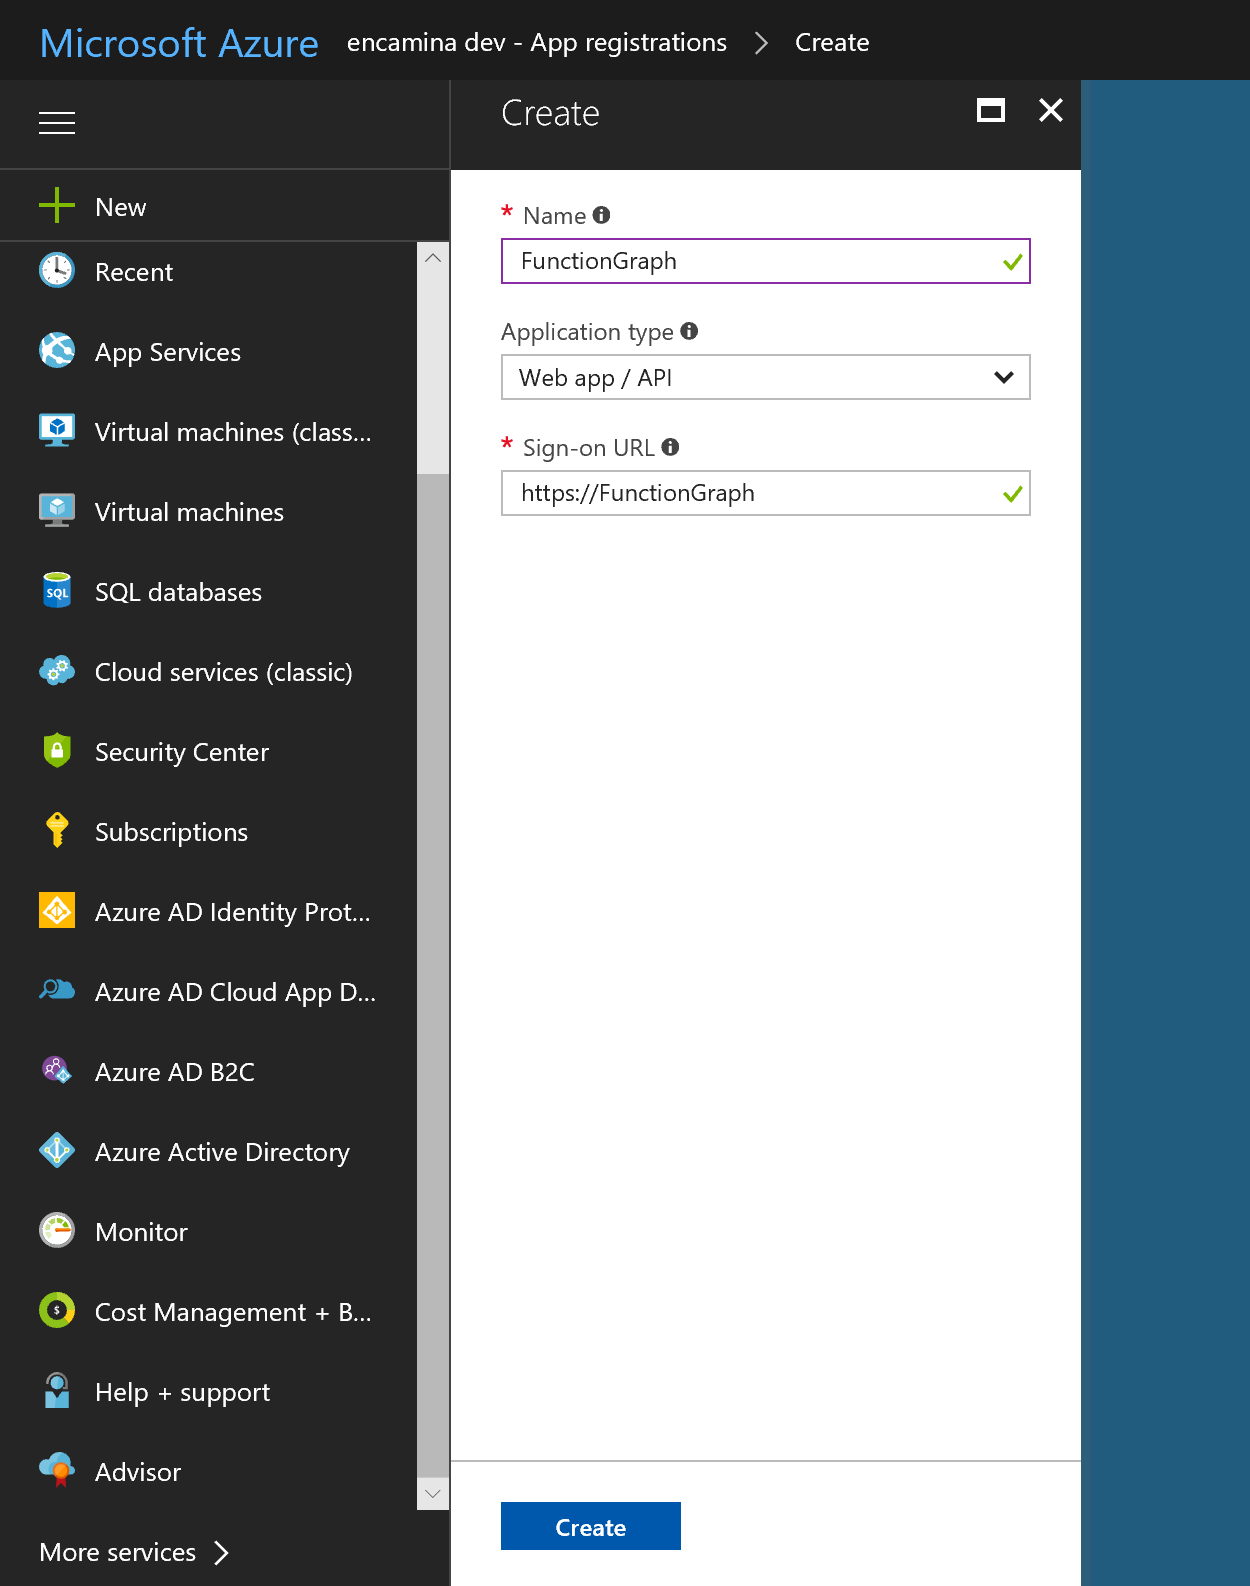 Microsoft Azure encamina dev - App registrations > Create
Create
New
Recent
App Services
Virtual machines (class...
Virtual machines
SQL databases
SQL
Cloud services (classic)
Security Center
Subscriptions
Azure AD Identity Prot...
Azure AD Cloud App D...
Azure AD B2C
Azure Active Directory
Monitor
Cost Management + B...
$
Help + support
Advisor
More services >
* Name
FunctionGraph
Application type
Web app / API
* Sign-on URL
https://FunctionGraph
Create